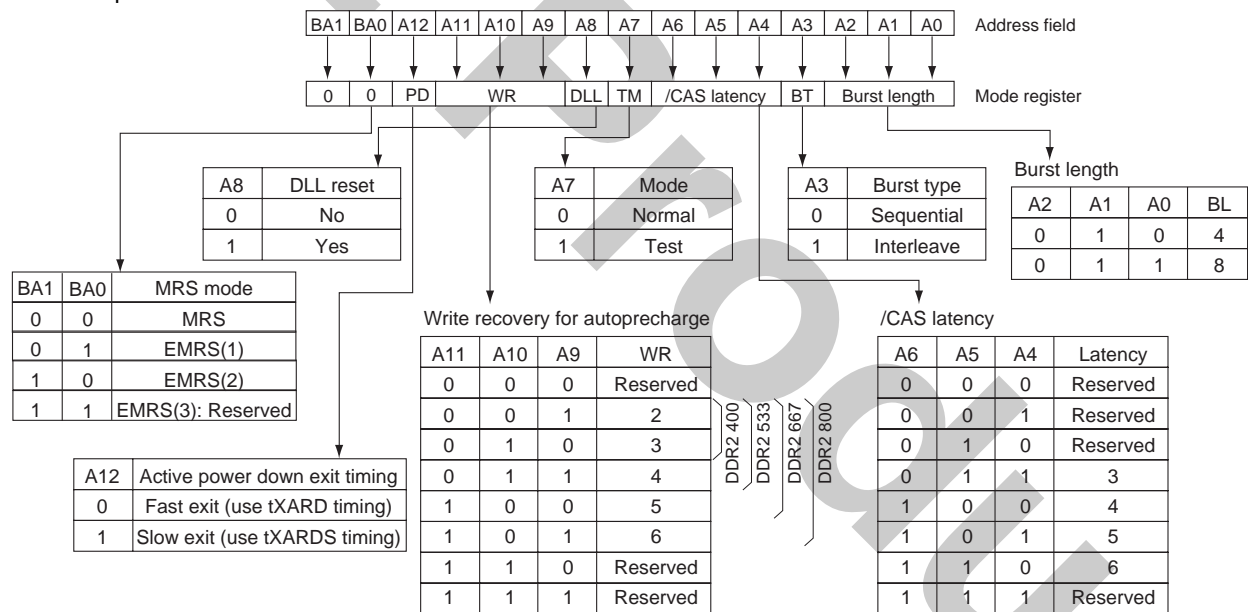 BA1 BA0 A12 A11 A10 A9 A8 A7 A6 A5 A4 A3 A2 A1 A0 Address field
0 0 PD WR DLL TM /CAS latency BT Burst length Mode register
A8 DLL reset
0 No
1 Yes
A7 Mode
0 Normal
1 Test
A3 Burst type
0 Sequential
1 Interleave
Burst length
A2 A1 A0 BL
0 1 0 4
0 1 1 8
BA1 BA0 MRS mode
0 0 MRS
0 1 EMRS(1)
1 0 EMRS(2)
1 1 EMRS(3): Reserved
A12 Active power down exit timing
0 Fast exit (use tXARD timing)
1 Slow exit (use tXARDS timing)
Write recovery for autoprecharge
A11 A10 A9 WR
0 0 0 Reserved
0 0 1 2
0 1 0 3
0 1 1 4
1 0 0 5
1 0 1 6
1 1 0 Reserved
1 1 1 Reserved
DDR2 400
DDR2 533
DDR2 667
DDR2 800
/CAS latency
A6 A5 A4 Latency
0 0 0 Reserved
0 0 1 Reserved
0 1 0 Reserved
0 1 1 3
1 0 0 4
1 0 1 5
1 1 0 6
1 1 1 Reserved
Produ